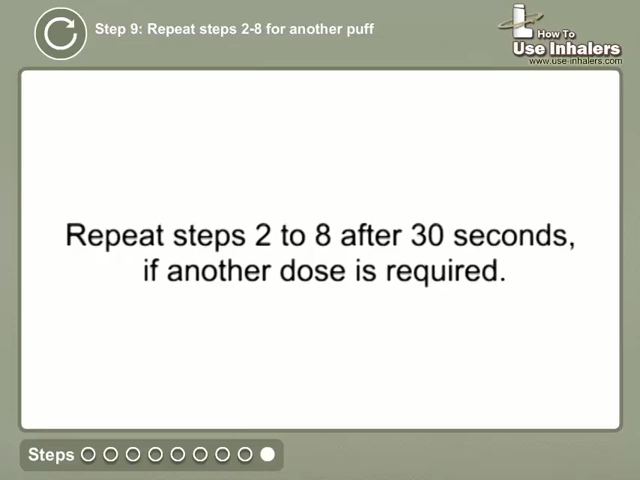 Step 9: Repeat steps 2-8 for another puff
How To
Use Inhalers
www.use-inhalers.com
Repeat steps 2 to 8 after 30 seconds,
if another dose is required.
Steps